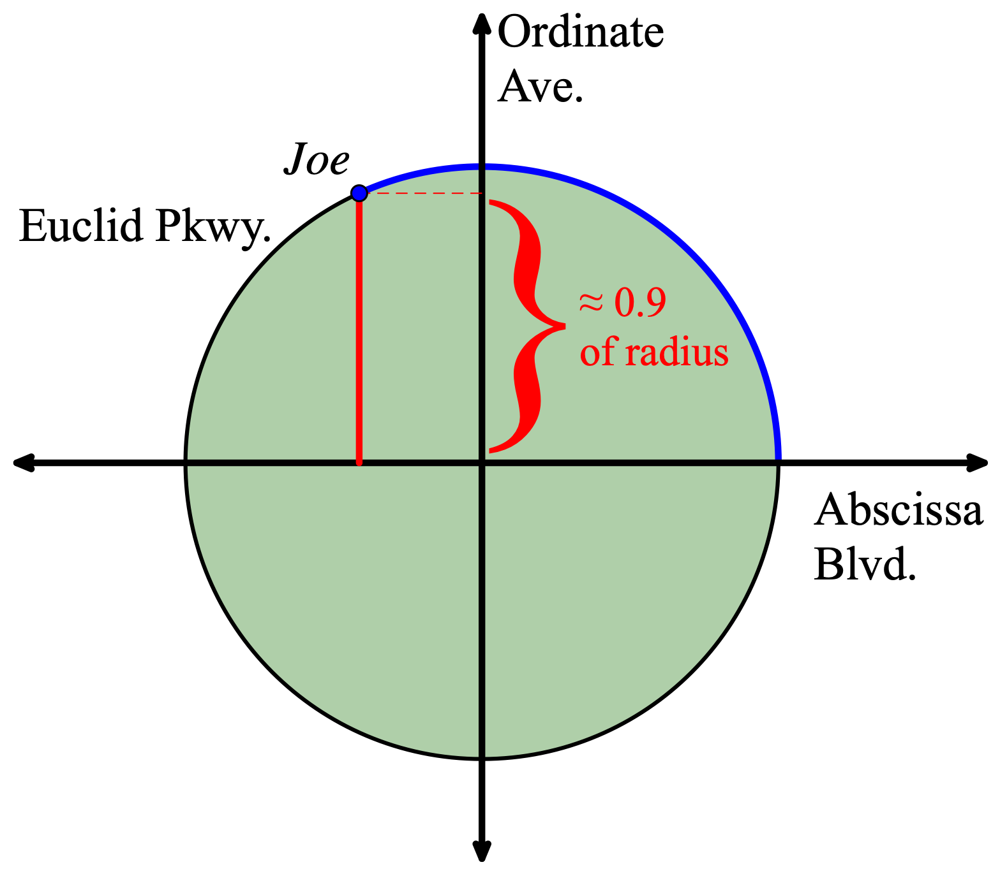 Ordinate
Ave.
Joe
Euclid Pkwy.
≈ 0.9
of radius
Abscissa
Blvd.